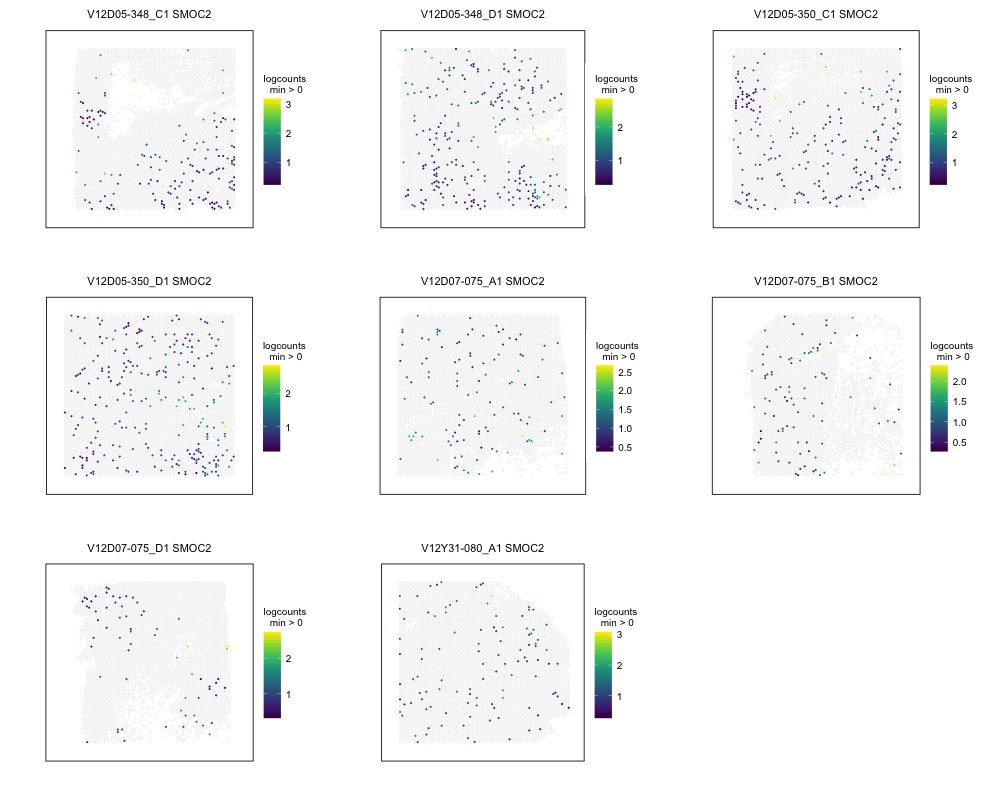 V12D05-348_C1 SMOC2
logcounts
min > 0
3
2
1
V12D05-348_D1 SMOC2
logcounts
min > 0
2
1
V12D05-350_C1 SMOC2
logcounts
min > 0
3
2
1
V12D05-350_D1 SMOC2
logcounts
min > 0
2
1
V12D07-075_A1 SMOC2
logcounts
min > 0
2.5
2.0
1.5
1.0
0.5
V12D07-075_B1 SMOC2
logcounts
min > 0
2.0
1.5
1.0
0.5
V12D07-075_D1 SMOC2
logcounts
min > 0
2
1
V12Y31-080_A1 SMOC2
logcounts
min > 0
3
2
1